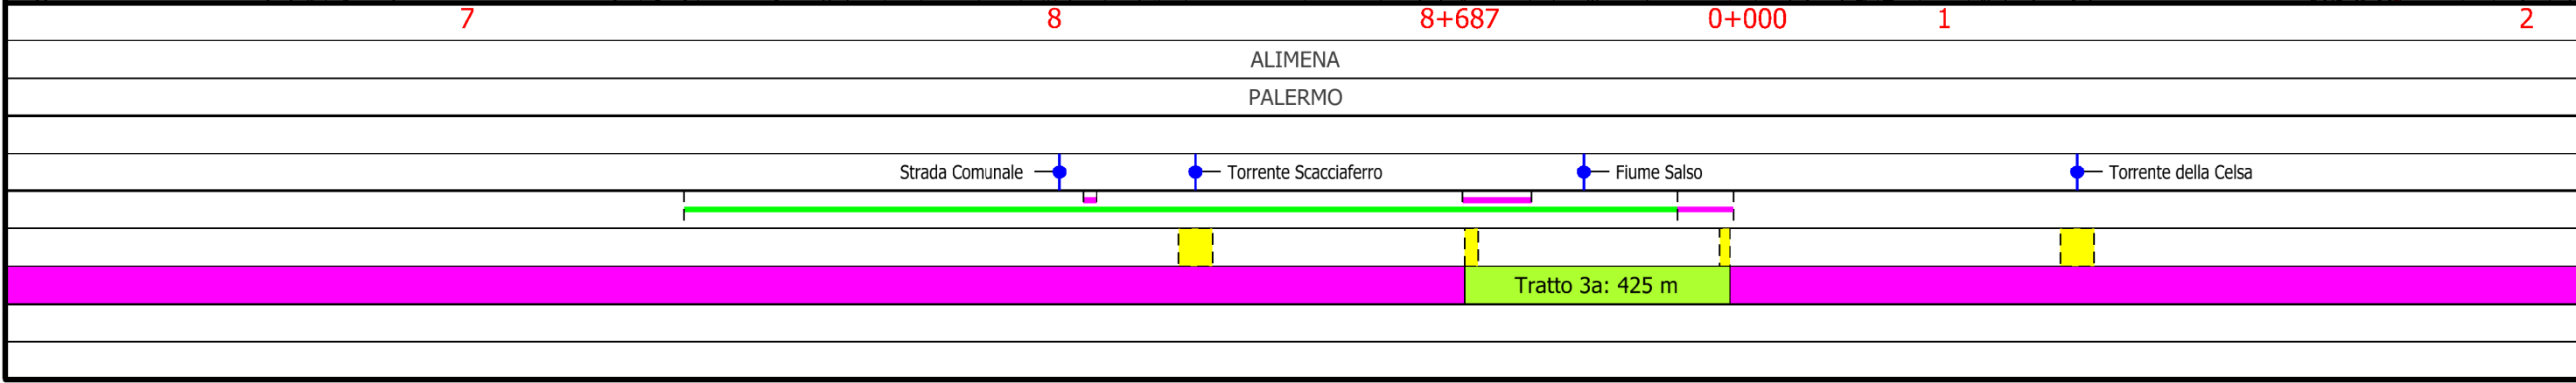 7 8 8+687 0+000 1 2
ALIMENA
PALERMO
Strada Comunale Torrente Scacciaferro Fiume Salso Torrente della Celsa
Tratto 3a: 425 m